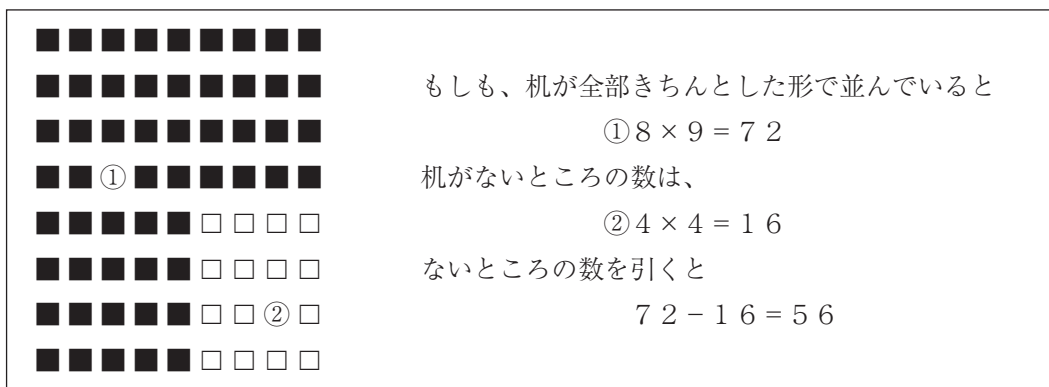 もしも、机が全部きちんとした形で並んでいると
①8×9=72
①
机がないところの数は、
②4×4=16
ないところの数を引くと
②
72-16=56